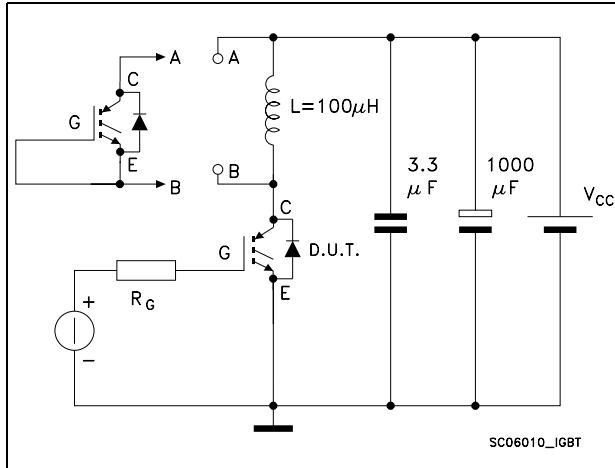 A
A
C
G
L=100μH
E
B
B
3.3
μF
1000
μF
VCC
C
G
D.U.T.
E
RG
+
−
SC06010_IGBT